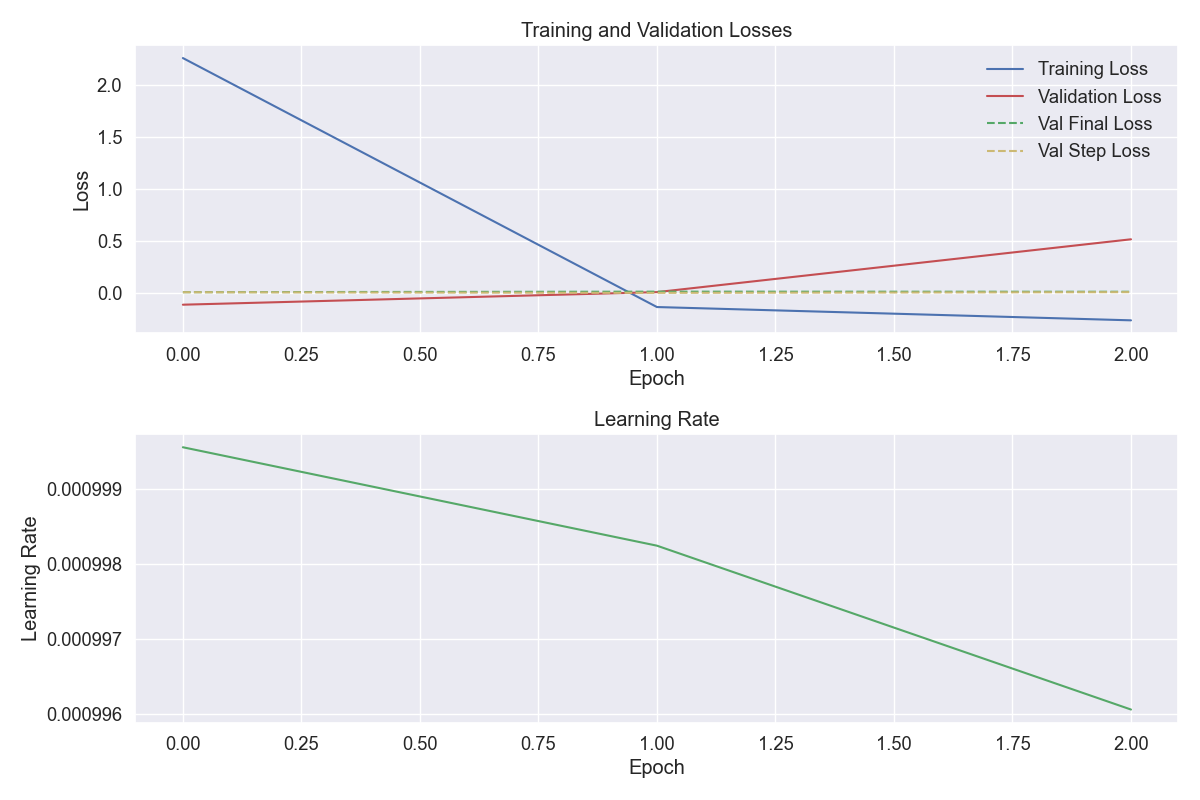 Training and Validation Losses
Loss
2.0
1.5
1.0
0.5
0.0
Training Loss
Validation Loss
Val Final Loss
Val Step Loss
0.00 0.25 0.50 0.75 1.00 1.25 1.50 1.75 2.00
Epoch
Learning Rate
Learning Rate
0.000999
0.000998
0.000997
0.000996
0.00 0.25 0.50 0.75 1.00 1.25 1.50 1.75 2.00
Epoch